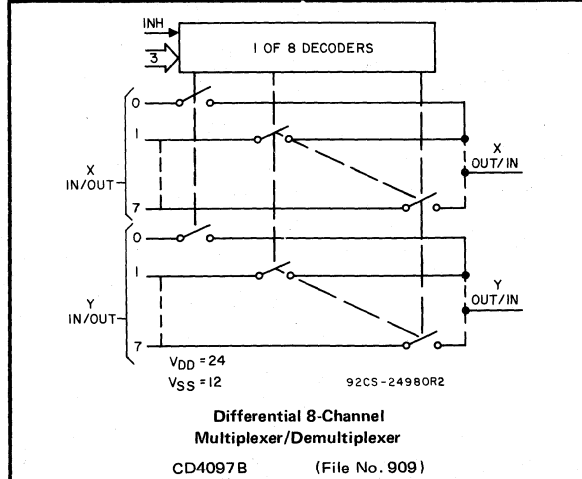 INH
3
1 OF 8 DECODERS
0
1
X
IN/OUT
7
X
OUT/IN
0
1
Y
IN/OUT
7
Y
OUT/IN
VDD = 24
VSS = 12
92CS-24980R2
Differential 8-Channel
Multiplexer/Demultiplexer
CD4097B (File No. 909)